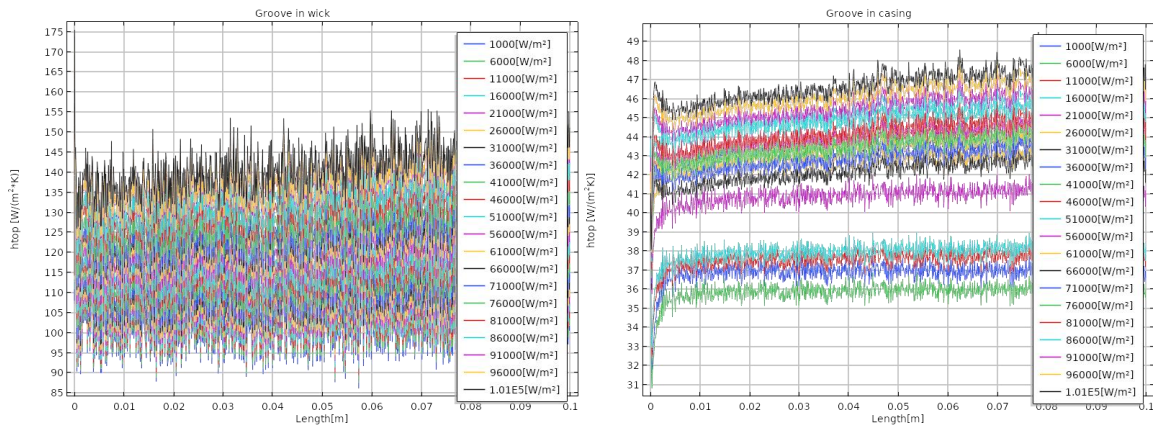 Groove in wick
175
170
165
160
155
150
145
140
135
130
125
120
115
110
105
100
95
90
85
htop [W/(m²*K)]
0 0.01 0.02 0.03 0.04 0.05 0.06 0.07 0.08 0.09 0.1
Length[m]
1000[W/m²]
6000[W/m²]
11000[W/m²]
16000[W/m²]
21000[W/m²]
26000[W/m²]
31000[W/m²]
36000[W/m²]
41000[W/m²]
46000[W/m²]
51000[W/m²]
56000[W/m²]
61000[W/m²]
66000[W/m²]
71000[W/m²]
76000[W/m²]
81000[W/m²]
86000[W/m²]
91000[W/m²]
96000[W/m²]
1.01E5[W/m²]
Groove in casing
49
48
47
46
45
44
43
42
41
40
39
38
37
36
35
34
33
32
31
htop [W/(m²K)]
0 0.01 0.02 0.03 0.04 0.05 0.06 0.07 0.08 0.09 0.1
Length[m]
1000[W/m²]
6000[W/m²]
11000[W/m²]
16000[W/m²]
21000[W/m²]
26000[W/m²]
31000[W/m²]
36000[W/m²]
41000[W/m²]
46000[W/m²]
51000[W/m²]
56000[W/m²]
61000[W/m²]
66000[W/m²]
71000[W/m²]
76000[W/m²]
81000[W/m²]
86000[W/m²]
91000[W/m²]
96000[W/m²]
1.01E5[W/m²]